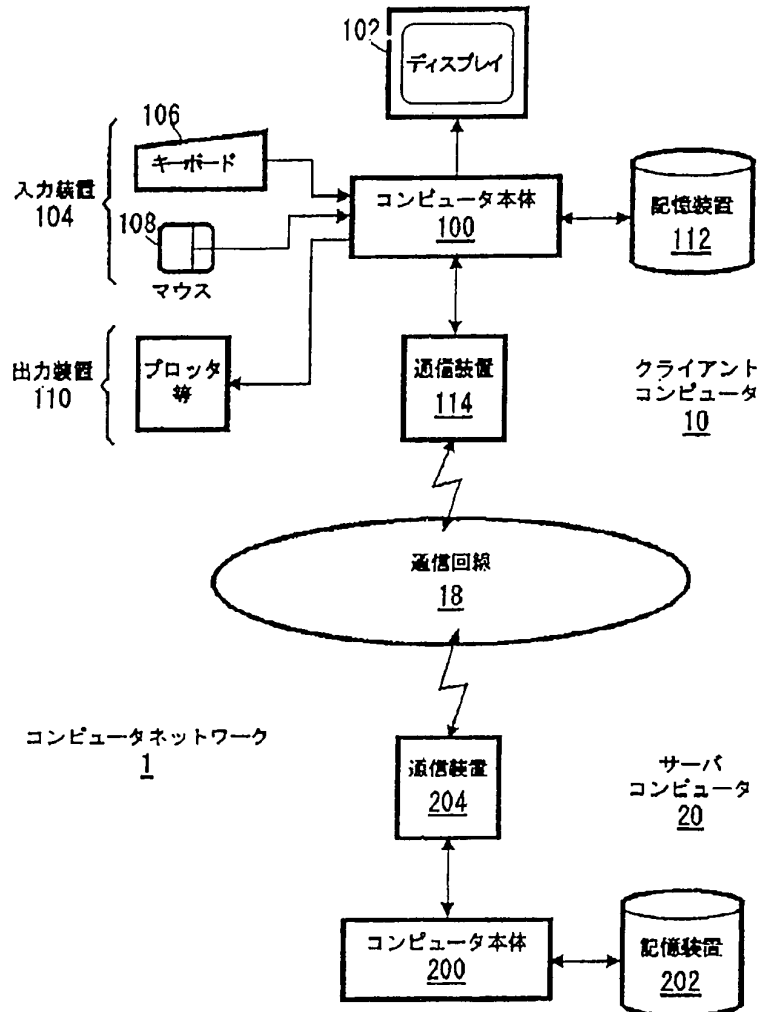 102
ディスプレイ
106
キーボード
入力装置
104
108
マウス
コンピュータ本体
100
記憶装置
112
出力装置
110
プロッタ
等
通信装置
114
クライアント
コンピュータ
10
通信回線
18
コンピュータネットワーク
1
通信装置
204
サーバ
コンピュータ
20
コンピュータ本体
200
記憶装置
202